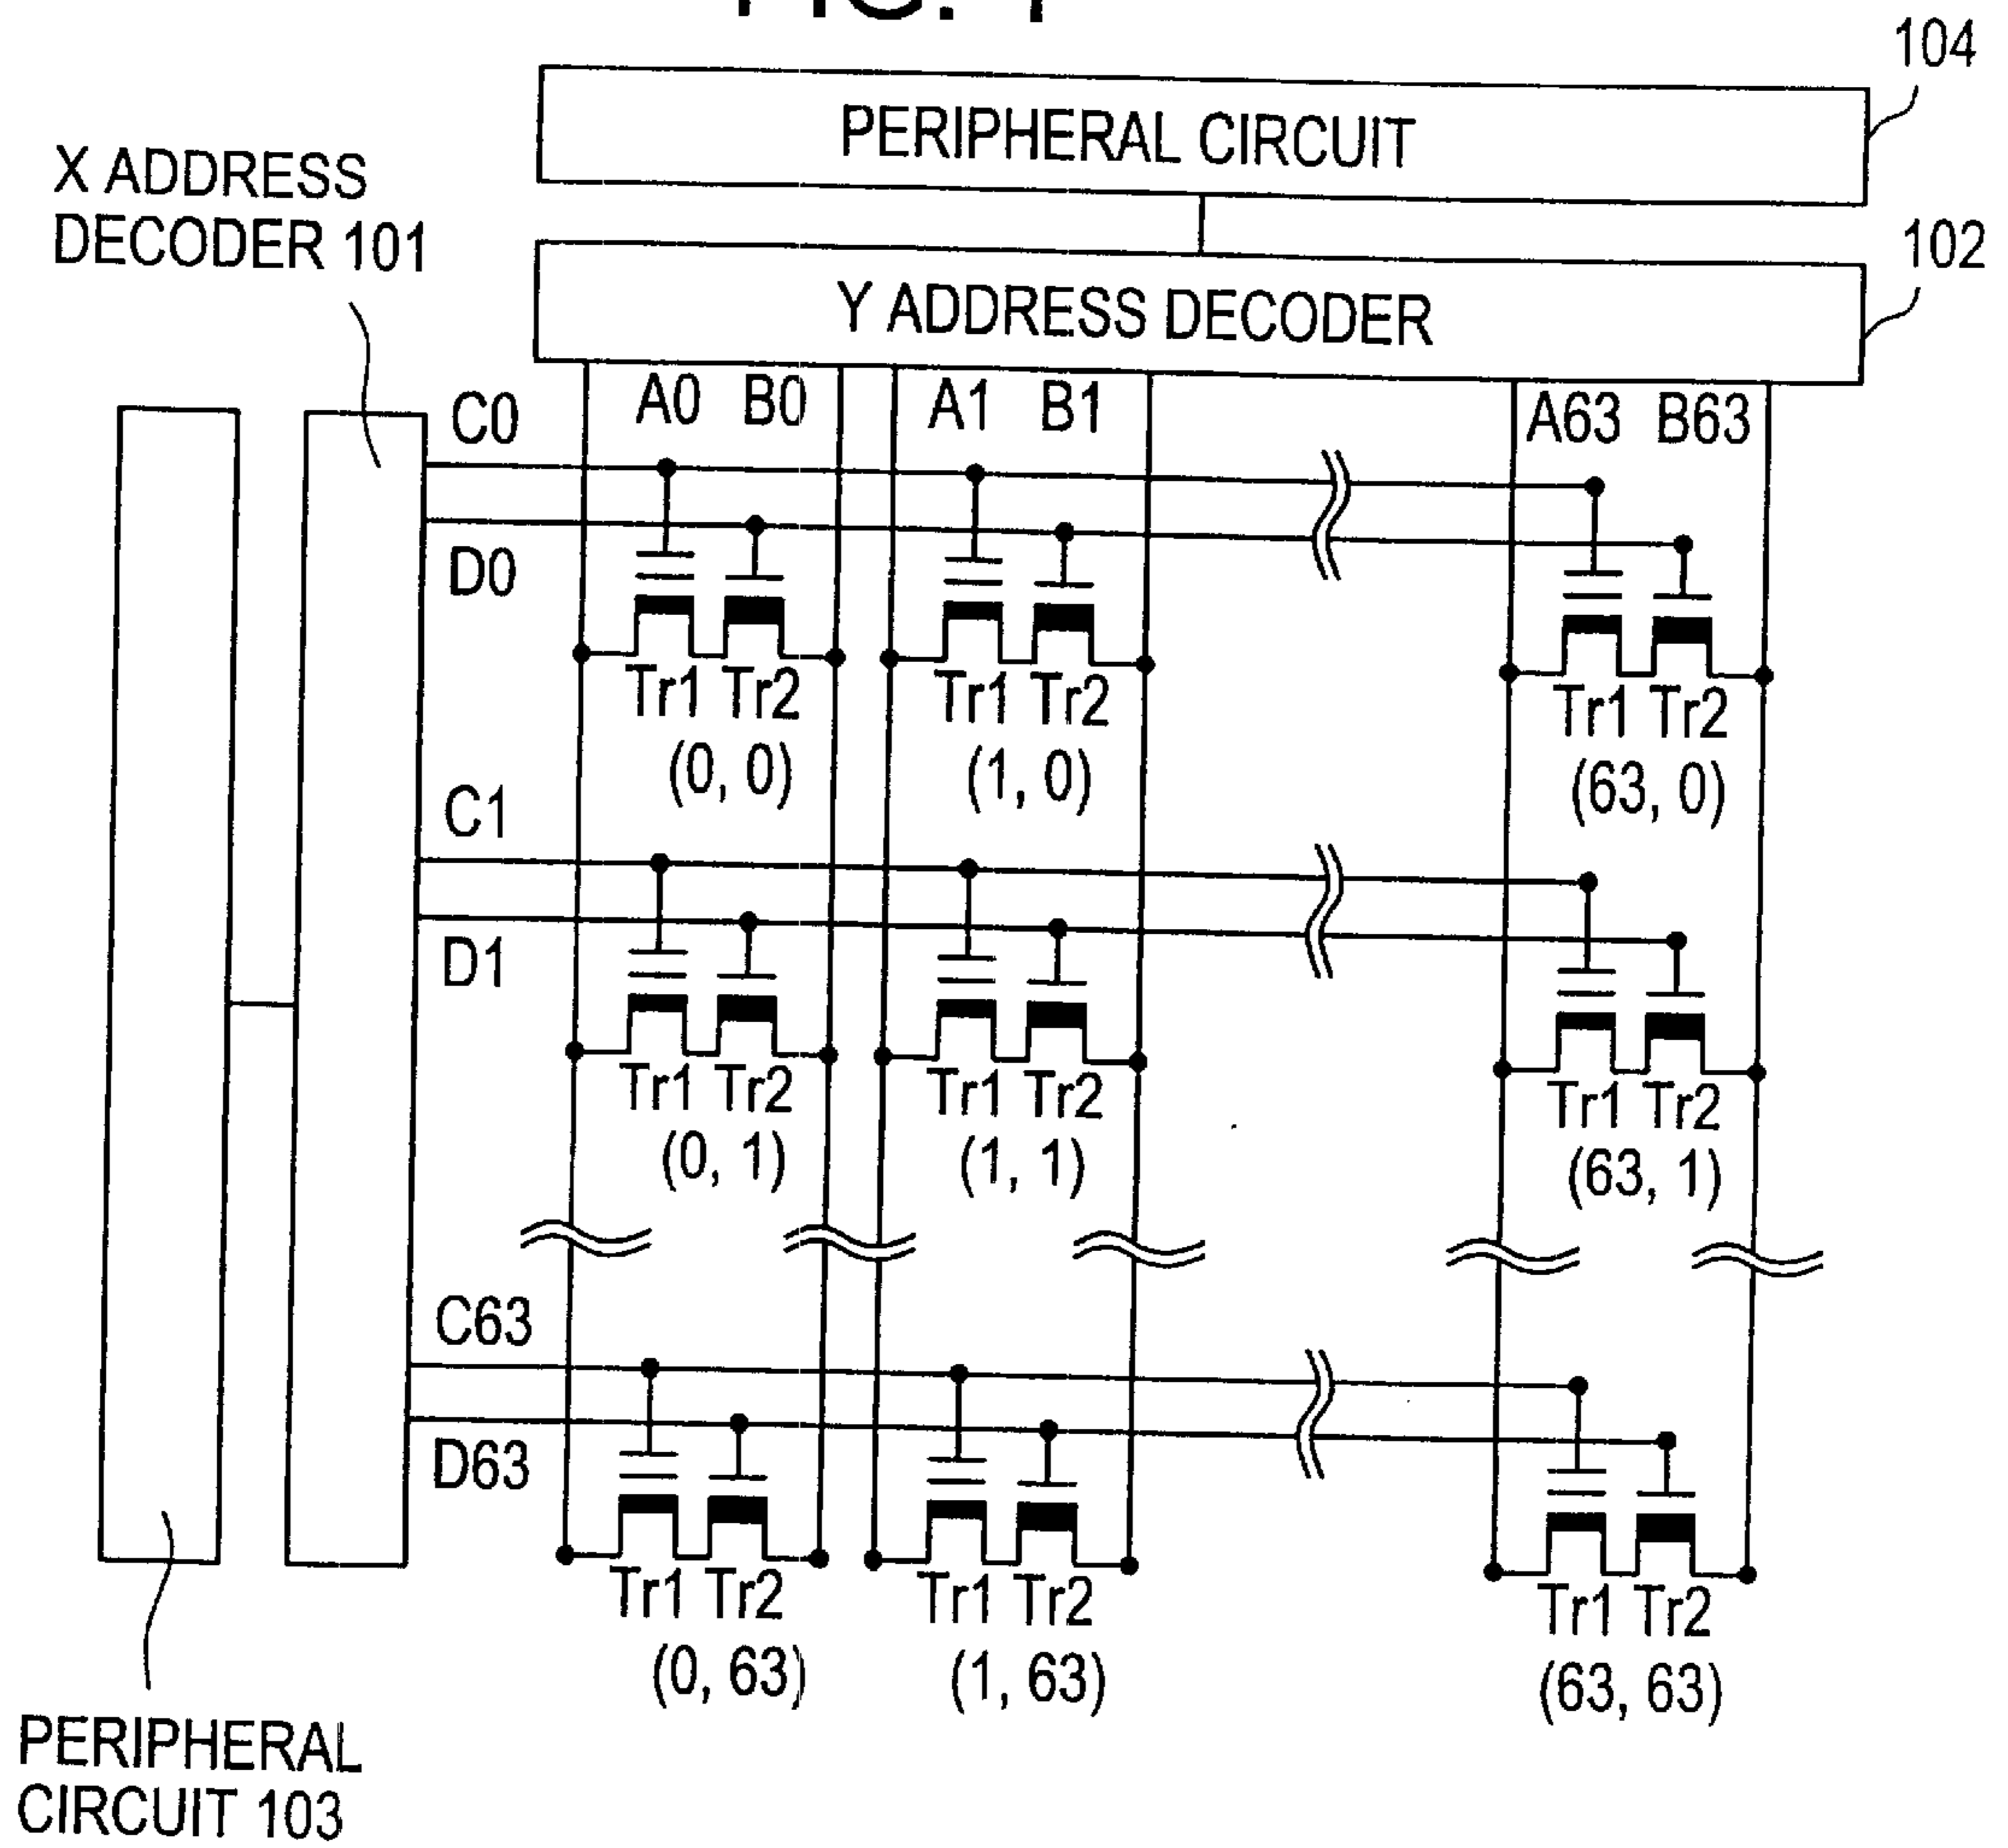 FIG. 1
104
PERIPHERAL CIRCUIT
X ADDRESS
DECODER 101
102
Y ADDRESS DECODER
A0 B0 A1 B1 A63 B63
C0
D0
Tr1 Tr2 Tr1 Tr2 Tr1 Tr2
(0, 0) (1, 0) (63, 0)
C1
D1
Tr1 Tr2 Tr1 Tr2 Tr1 Tr2
(0, 1) (1, 1) (63, 1)
C63
D63
Tr1 Tr2 Tr1 Tr2 Tr1 Tr2
(0, 63) (1, 63) (63, 63)
PERIPHERAL
CIRCUIT 103